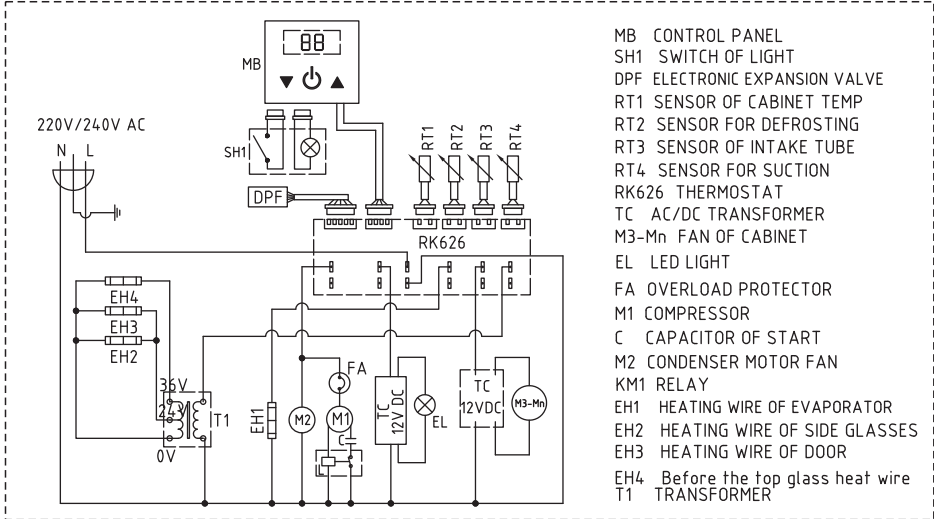 88
MB
220V/240V AC
N L
SH1
DPF
RT1 RT2 RT3 RT4
RK626
EH4
EH3
EH2
36V
24V
0V
T1
EH1
M2
FA
M1
C
L
TC
12V DC
EL
TC
12VDC
M3-Mn
MB CONTROL PANEL
SH1 SWITCH OF LIGHT
DPF ELECTRONIC EXPANSION VALVE
RT1 SENSOR OF CABINET TEMP
RT2 SENSOR FOR DEFROSTING
RT3 SENSOR OF INTAKE TUBE
RT4 SENSOR FOR SUCTION
RK626 THERMOSTAT
TC AC/DC TRANSFORMER
M3-Mn FAN OF CABINET
EL LED LIGHT
FA OVERLOAD PROTECTOR
M1 COMPRESSOR
C CAPACITOR OF START
M2 CONDENSER MOTOR FAN
KM1 RELAY
EH1 HEATING WIRE OF EVAPORATOR
EH2 HEATING WIRE OF SIDE GLASSES
EH3 HEATING WIRE OF DOOR
EH4 Before the top glass heat wire
T1 TRANSFORMER